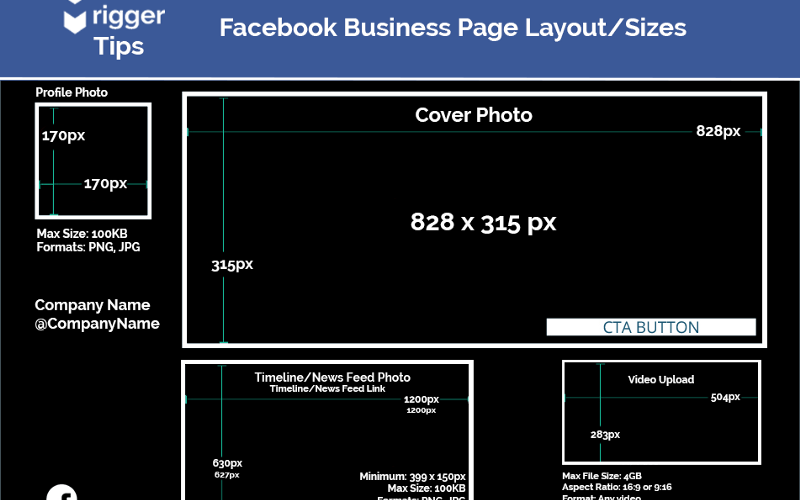 rigger
Tips
Facebook Business Page Layout/Sizes
Profile Photo
170px
170px
Max Size: 100KB
Formats: PNG, JPG
Company Name
@CompanyName
Cover Photo
828px
828 x 315 px
315px
CTA BUTTON
Timeline/News Feed Photo
Timeline/News Feed Link
1200px
1200px
630px
627px
Minimum: 399 x 150px
Max Size: 100KB
Formats: PNG, JPG
Video Upload
504px
283px
Max File Size: 4GB
Aspect Ratio: 16:9 or 9:16
Format: Any video